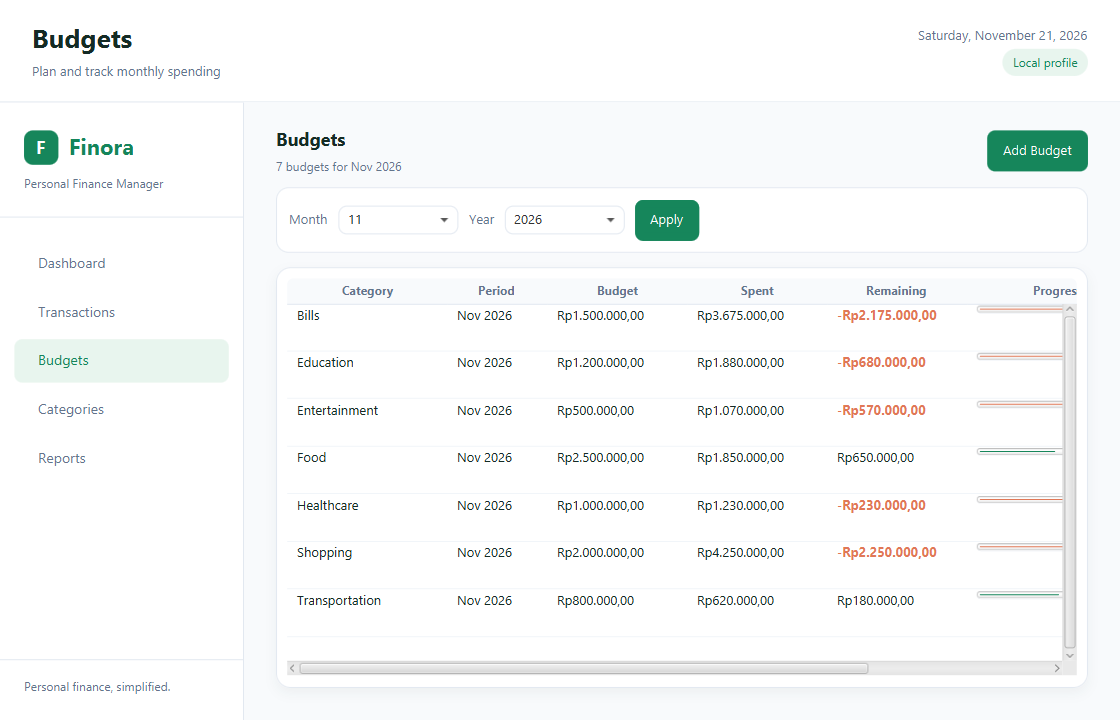 Budgets
Plan and track monthly spending
Saturday, November 21, 2026
Local profile
F Finora
Personal Finance Manager
Dashboard
Transactions
Budgets
Categories
Reports
Personal finance, simplified.
Budgets
7 budgets for Nov 2026
Add Budget
Month 11 Year 2026 Apply
Category Period Budget Spent Remaining Progres
Bills Nov 2026 Rp1.500.000,00 Rp3.675.000,00 -Rp2.175.000,00
Education Nov 2026 Rp1.200.000,00 Rp1.880.000,00 -Rp680.000,00
Entertainment Nov 2026 Rp500.000,00 Rp1.070.000,00 -Rp570.000,00
Food Nov 2026 Rp2.500.000,00 Rp1.850.000,00 Rp650.000,00
Healthcare Nov 2026 Rp1.000.000,00 Rp1.230.000,00 -Rp230.000,00
Shopping Nov 2026 Rp2.000.000,00 Rp4.250.000,00 -Rp2.250.000,00
Transportation Nov 2026 Rp800.000,00 Rp620.000,00 Rp180.000,00